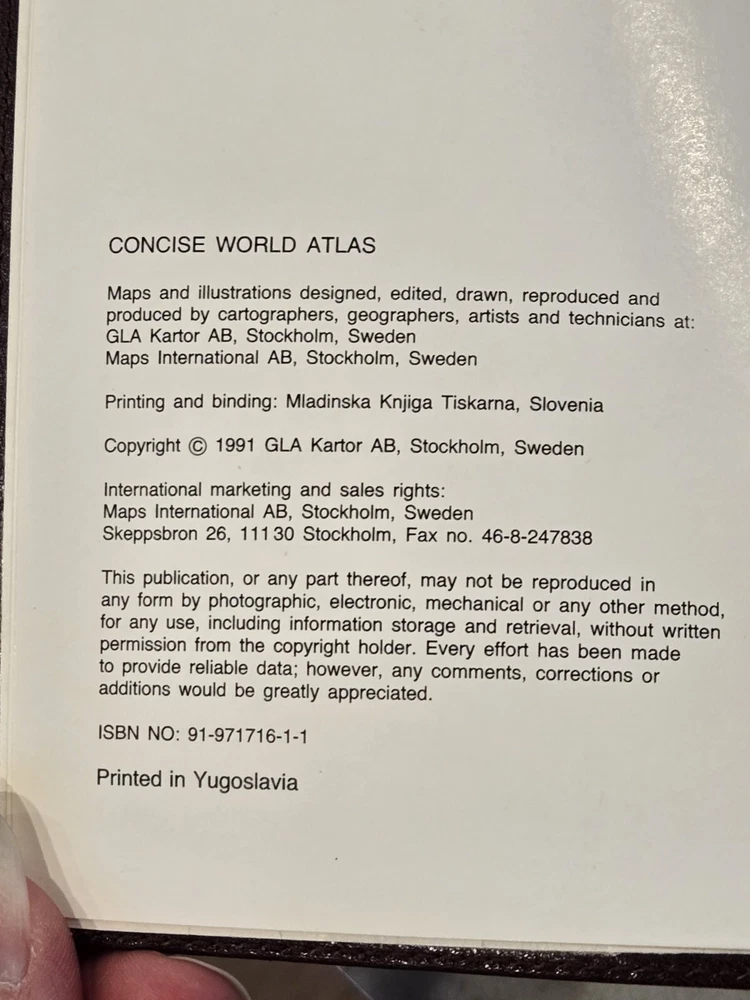 CONCISE WORLD ATLAS
Maps and illustrations designed, edited, drawn, reproduced and
produced by cartographers, geographers, artists and technicians at:
GLA Kartor AB, Stockholm, Sweden
Maps International AB, Stockholm, Sweden
Printing and binding: Mladinska Knjiga Tiskarna, Slovenia
Copyright © 1991 GLA Kartor AB, Stockholm, Sweden
International marketing and sales rights:
Maps International AB, Stockholm, Sweden
Skeppsbron 26, 111 30 Stockholm, Fax no. 46-8-247838
This publication, or any part thereof, may not be reproduced in
any form by photographic, electronic, mechanical or any other method,
for any use, including information storage and retrieval, without written
permission from the copyright holder. Every effort has been made
to provide reliable data; however, any comments, corrections or
additions would be greatly appreciated.
ISBN NO: 91-971716-1-1
Printed in Yugoslavia